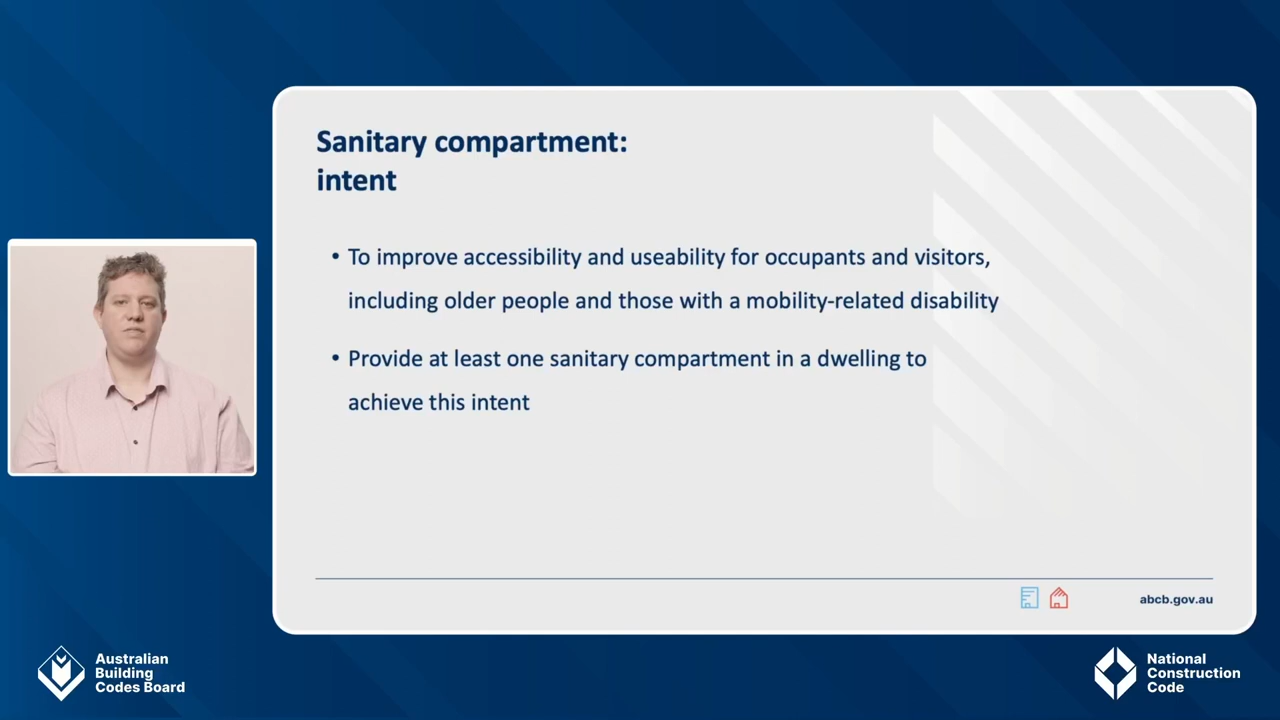 Sanitary compartment:
intent
• To improve accessibility and useability for occupants and visitors,
including older people and those with a mobility-related disability
• Provide at least one sanitary compartment in a dwelling to
achieve this intent
abcb.gov.au
Australian
Building
Codes Board
National
Construction
Code